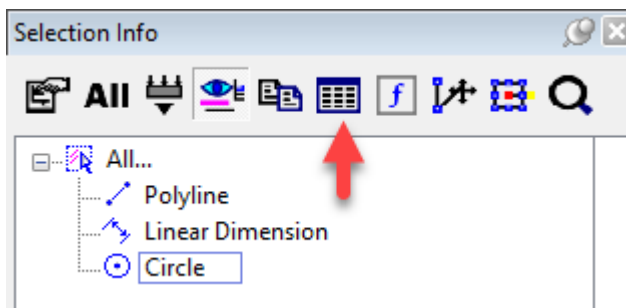 Selection Info
All
f
All...
Polyline
Linear Dimension
Circle